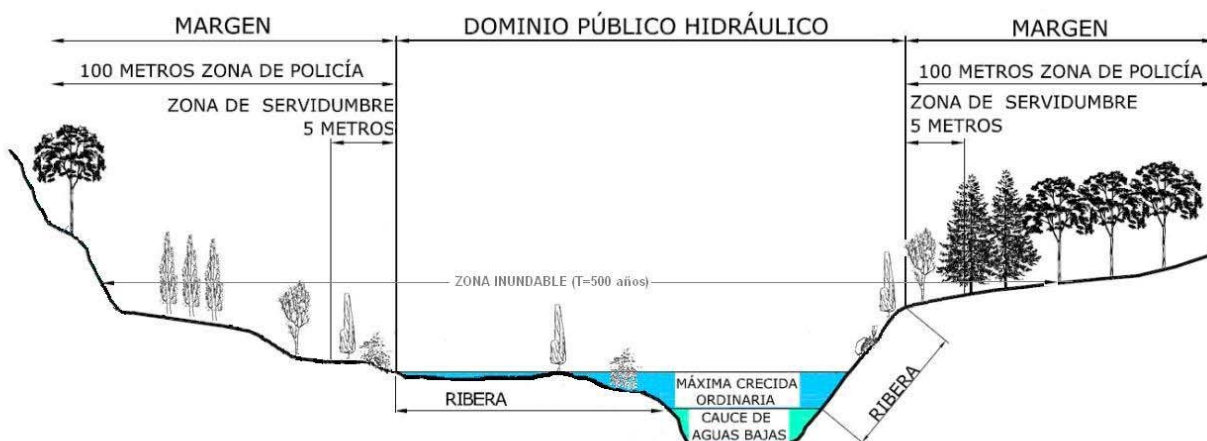 MARGEN
DOMINIO PÚBLICO HIDRÁULICO
MARGEN
100 METROS ZONA DE POLICÍA
100 METROS ZONA DE POLICÍA
ZONA DE SERVIDUMBRE
5 METROS
ZONA DE SERVIDUMBRE
5 METROS
ZONA INUNDABLE (T=500 años)
MÁXIMA CRECIDA
ORDINARIA
RIBERA
RIBERA
CAUCE DE
AGUAS BAJAS